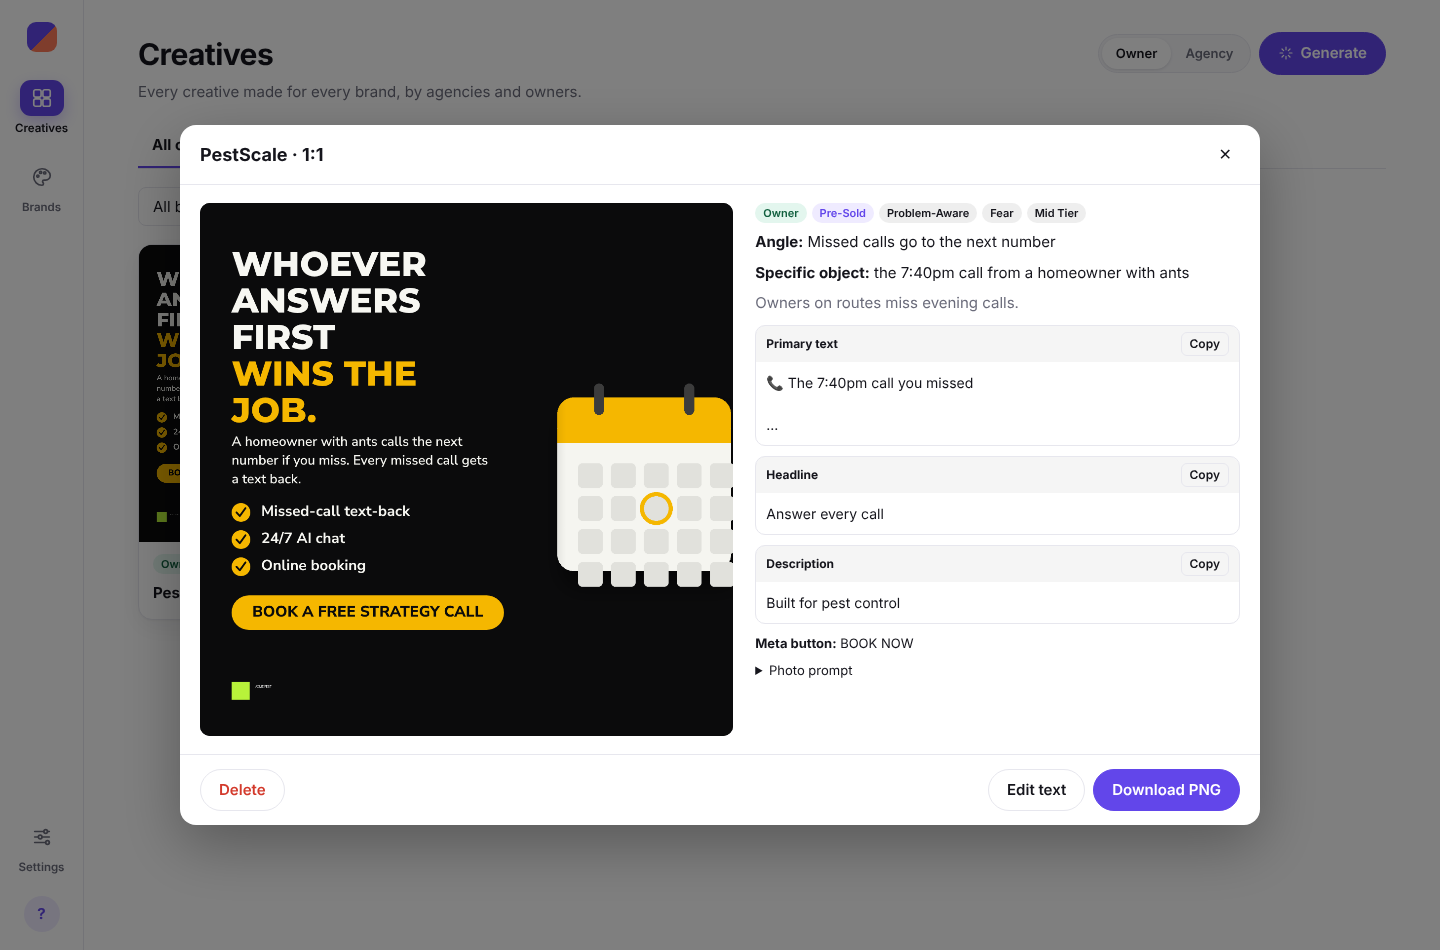 Creatives
Owner
Agency
Generate
Every creative made for every brand, by agencies and owners.
Creatives
Brands
Settings
?
All
All
PestScale · 1:1
×
WHOEVER
ANSWERS
FIRST
WINS THE
JOB.
A homeowner with ants calls the next
number if you miss. Every missed call gets
a text back.
Missed-call text-back
24/7 AI chat
Online booking
BOOK A FREE STRATEGY CALL
Owner
Pre-Sold
Problem-Aware
Fear
Mid Tier
Angle: Missed calls go to the next number
Specific object: the 7:40pm call from a homeowner with ants
Owners on routes miss evening calls.
Primary text
Copy
📞 The 7:40pm call you missed
...
Headline
Copy
Answer every call
Description
Copy
Built for pest control
Meta button: BOOK NOW
Photo prompt
Delete
Edit text
Download PNG